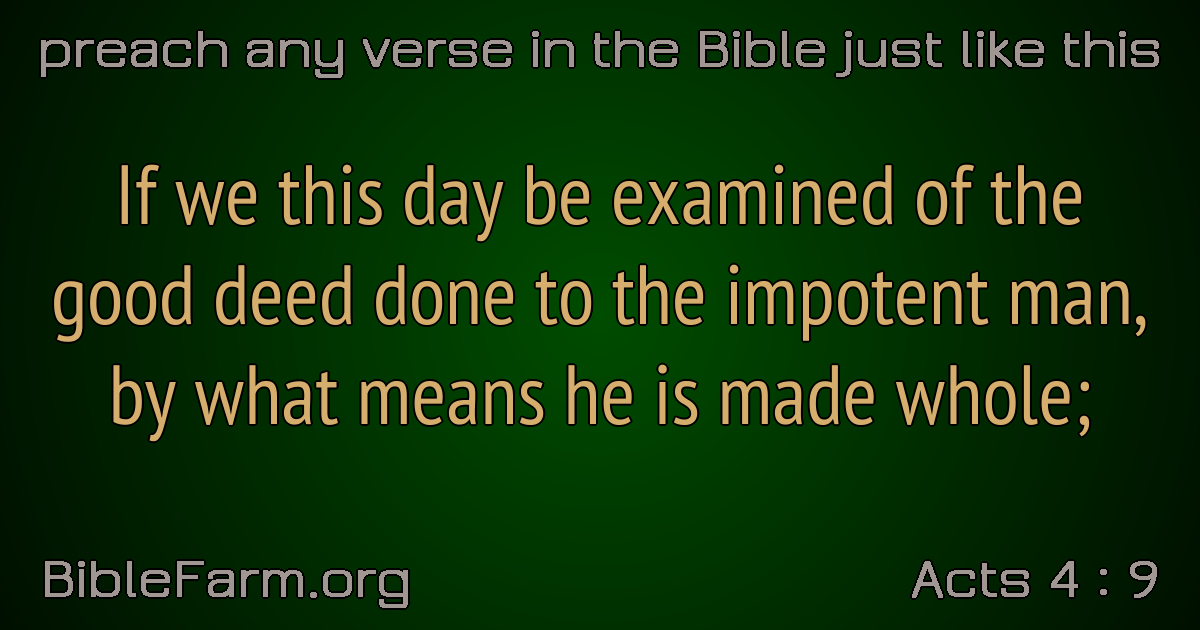 preach any verse in the Bible just like this
If we this day be examined of the
good deed done to the impotent man,
by what means he is made whole;
BibleFarm.org
Acts 4 : 9